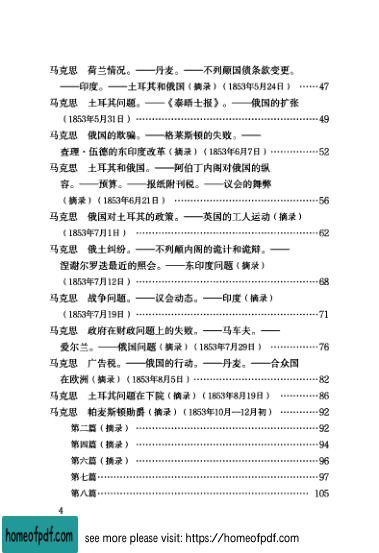 马克思 荷兰情况。——丹麦。——不列颠国债条款变更。
——印度。——土耳其和俄国(摘录)(1853年5月24日) ……47
马克思 土耳其问题。——《泰晤士报》。——俄国的扩张
(1853年5月31日) ……………………………………………49
马克思 俄国的欺骗。——格莱斯顿的失败。——
查理·伍德的东印度改革(摘录)(1853年6月7日)…………52
马克思 土耳其和俄国。——阿伯丁内阁对俄国的纵
容。——预算。——报纸附刊税。——议会的舞弊
(摘录)(1853年6月21日) ……………………………………56
马克思 俄国对土耳其的政策。——英国的工人运动(摘录)
(1853年7月1日) ……………………………………………62
马克思 俄土纠纷。——不列颠内阁的诡计和诡辩。——
涅谢尔罗迭最近的照会。——东印度问题(摘录)
(1853年7月12日)……………………………………………68
马克思 战争问题。——议会动态。——印度(摘录)
(1853年7月19日)……………………………………………71
马克思 政府在财政问题上的失败。——马车夫。——
爱尔兰。——俄国问题(摘录)(1853年7月29日) …………76
马克思 广告税。——俄国的行动。——丹麦。——合众国
在欧洲(摘录)(1853年8月5日)……………………………82
马克思 土耳其问题在下院(摘录)(1853年8月19日) ………86
马克思 帕麦斯顿勋爵(摘录)(1853年10月—12月初) ………92
第二篇(摘录) ……………………………………………92
第四篇(摘录) ……………………………………………94
第六篇(摘录) ……………………………………………96
第七篇……………………………………………………97
第八篇…………………………………………………… 105
4
homeofpdf.com
see more please visit: https://homeofpdf.com